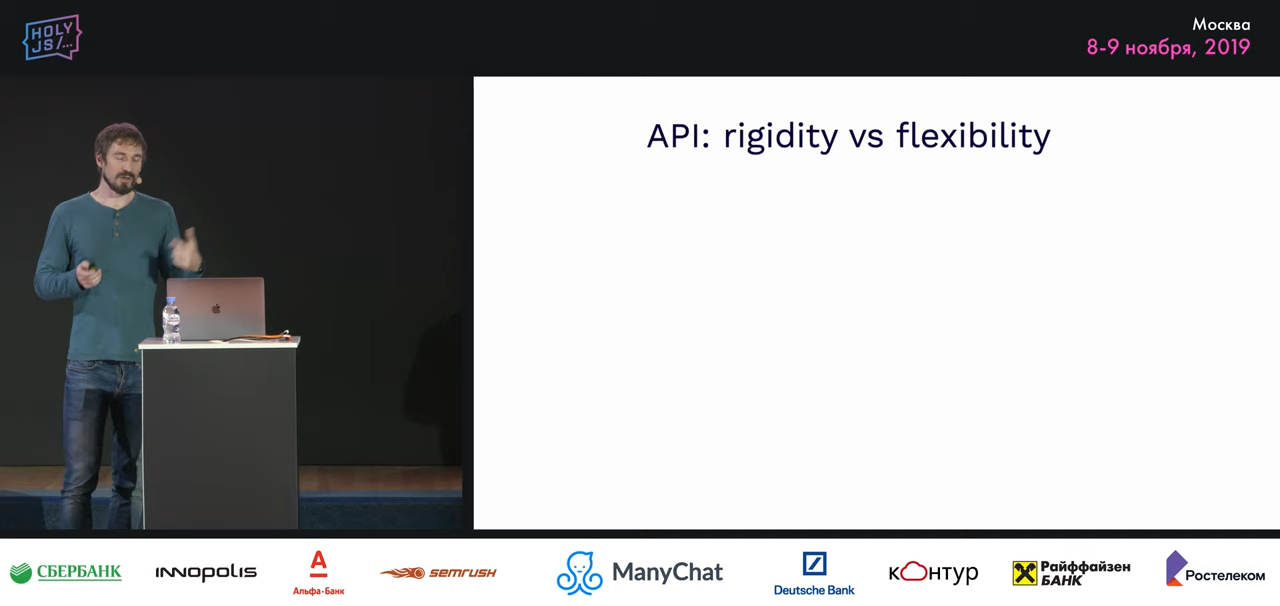 HOLY
JS/...
Москва
8-9 ноября, 2019
API: rigidity vs flexibility
СБЕРБАНК
INNOPOLIS
Альфа·Банк
semrush
ManyChat
Deutsche Bank
кОнтур
Райффайзен
БАНК
Ростелеком